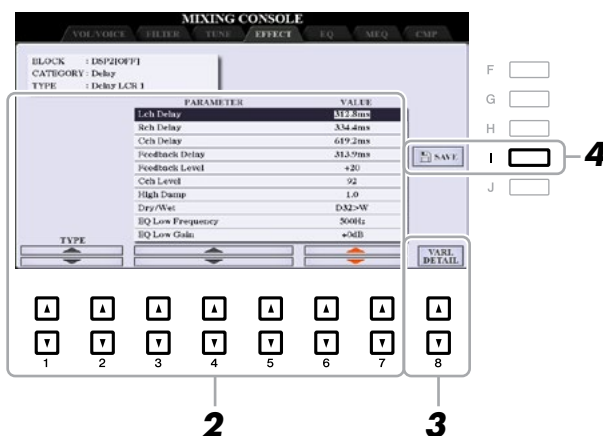 MIXING CONSOLE
VOL/VOICE FILTER TUNE EFFECT EQ MEQ CMP
BLOCK : DSP2[OFF]
CATEGORY : Delay
TYPE : Delay LCR 1
PARAMETER VALUE
Lch Delay 312.8ms
Rch Delay 334.4ms
Cch Delay 619.2ms
Feedback Delay 313.9ms
Feedback Level +20
Cch Level 92
High Damp 1.0
Dry/Wet D32>W
EQ Low Frequency 500Hz
EQ Low Gain +0dB
TYPE
SAVE
VARI. DETAIL
F
G
H
I
J
4
1 2 3 4 5 6 7 8
2 3